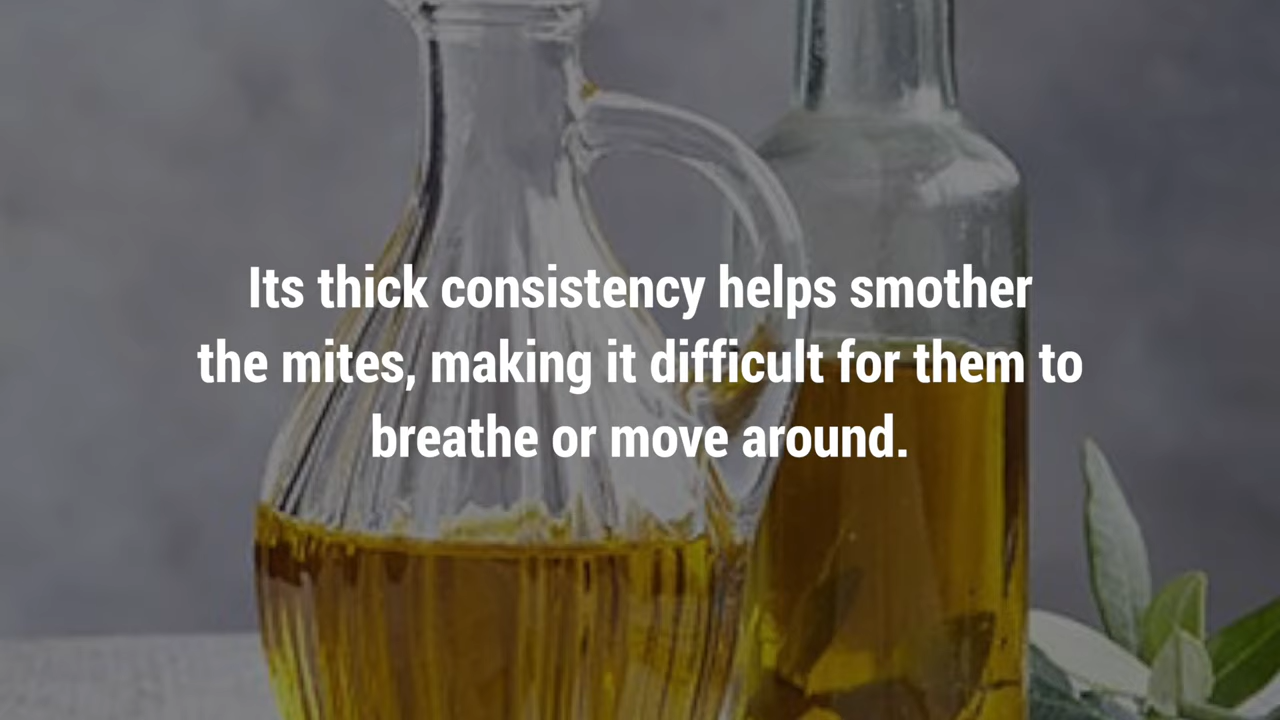 Its thick consistency helps smother
the mites, making it difficult for them to
breathe or move around.